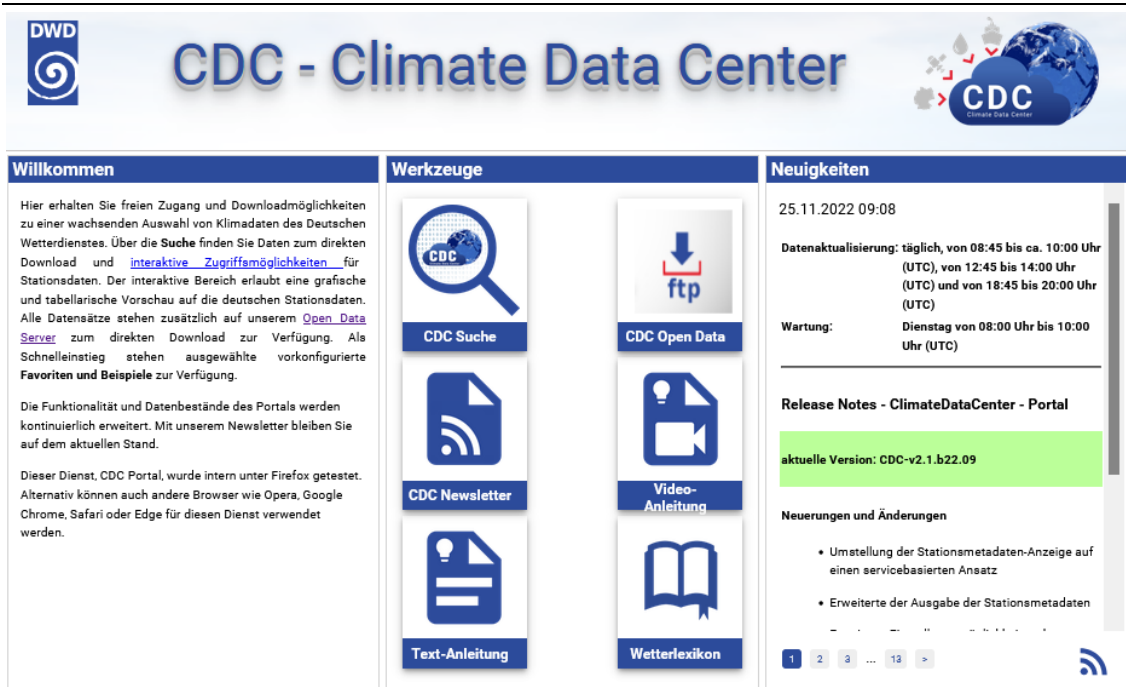 DWD
CDC - Climate Data Center
CDC
Climate Data Center
Willkommen
Hier erhalten Sie freien Zugang und Downloadmöglichkeiten
zu einer wachsenden Auswahl von Klimadaten des Deutschen
Wetterdienstes. Über die Suche finden Sie Daten zum direkten
Download und interaktive Zugriffsmöglichkeiten für
Stationsdaten. Der interaktive Bereich erlaubt eine grafische
und tabellarische Vorschau auf die deutschen Stationsdaten.
Alle Datensätze stehen zusätzlich auf unserem Open Data
Server zum direkten Download zur Verfügung. Als
Schnelleinstieg stehen ausgewählte vorkonfigurierte
Favoriten und Beispiele zur Verfügung.
Die Funktionalität und Datenbestände des Portals werden
kontinuierlich erweitert. Mit unserem Newsletter bleiben Sie
auf dem aktuellen Stand.
Dieser Dienst, CDC Portal, wurde intern unter Firefox getestet.
Alternativ können auch andere Browser wie Opera, Google
Chrome, Safari oder Edge für diesen Dienst verwendet
werden.
Werkzeuge
CDC
CDC Suche
ftp
CDC Open Data
CDC Newsletter
Video-
Anleitung
Text-Anleitung
Wetterlexikon
Neuigkeiten
25.11.2022 09:08
Datenaktualisierung: täglich, von 08:45 bis ca. 10:00 Uhr
(UTC), von 12:45 bis 14:00 Uhr
(UTC) und von 18:45 bis 20:00 Uhr
(UTC)
Wartung: Dienstag von 08:00 Uhr bis 10:00
Uhr (UTC)
Release Notes - ClimateDataCenter - Portal
aktuelle Version: CDC-v2.1.b22.09
Neuerungen und Änderungen
• Umstellung der Stationsmetadaten-Anzeige auf
einen servicebasierten Ansatz
• Erweiterte der Ausgabe der Stationsmetadaten
1 2 3 ... 13 >